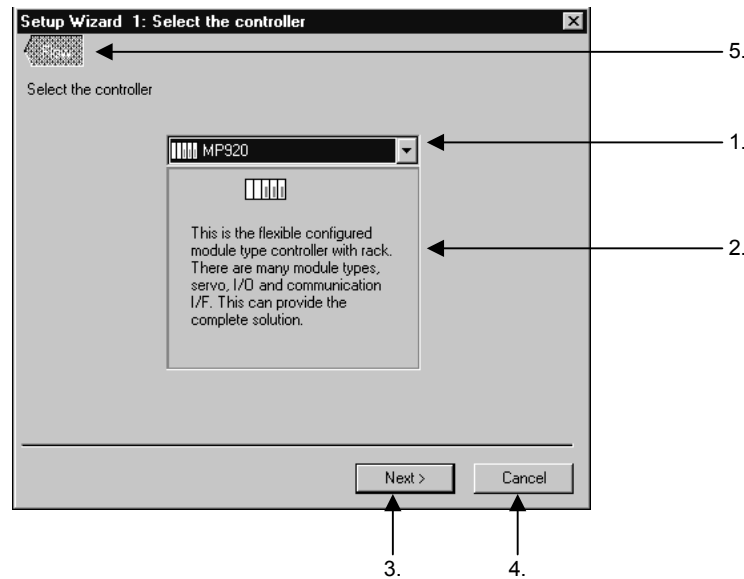 Setup Wizard 1: Select the controller
5.
Select the controller
MP920
1.
This is the flexible configured
module type controller with rack.
There are many module types,
servo, I/O and communication
I/F. This can provide the
complete solution.
2.
Next >
Cancel
3.
4.